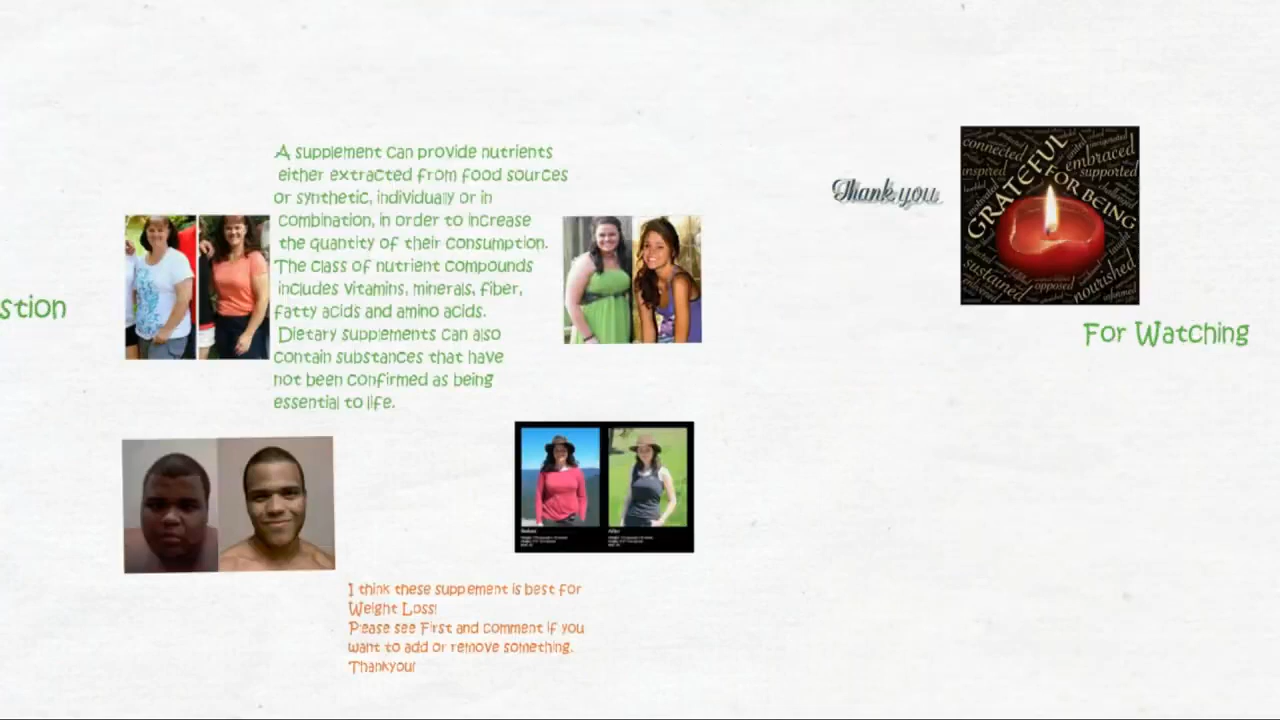 stion
A supplement can provide nutrients
either extracted from food sources
or synthetic, individually or in
combination, in order to increase
the quantity of their consumption.
The class of nutrient compounds
includes vitamins, minerals, fiber,
fatty acids and amino acids.
Dietary supplements can also
contain substances that have
not been confirmed as being
essential to life.
I think these suppement is best for
Weight Loss!
Please see First and comment if you
want to add or remove something.
Thankyou!
Thank you
GRATEFUL
FOR BEING
connected
inspired
embraced
supported
sustained
opposed
nourished
informed
For Watching